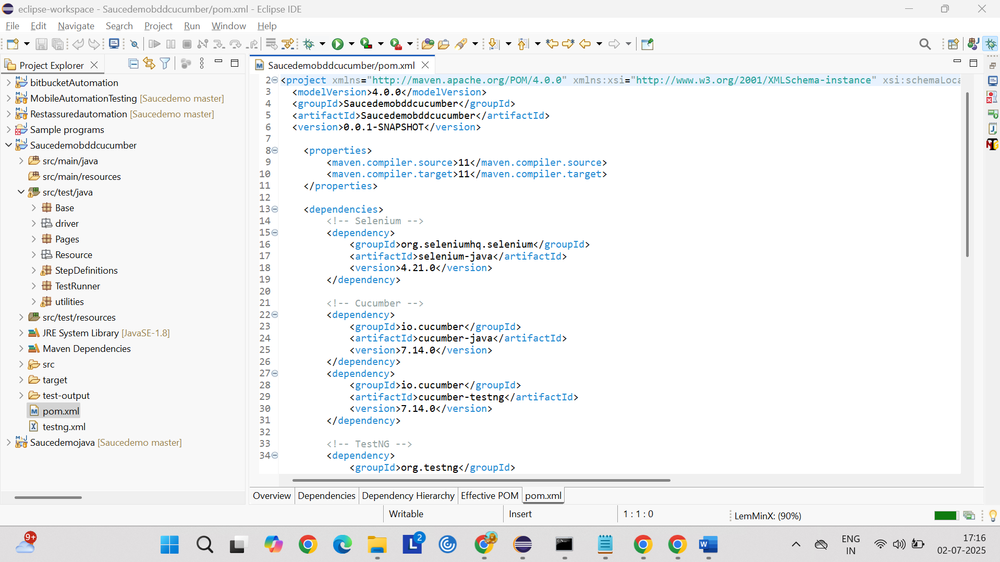 eclipse-workspace - Saucedemobddcucumber/pom.xml - Eclipse IDE
File Edit Navigate Search Project Run Window Help
Project Explorer
bitbucketAutomation
MobileAutomationTesting [Saucedemo master]
Restassuredautomation [Saucedemo master]
Sample programs
Saucedemobddcucumber
src/main/java
src/main/resources
src/test/java
Base
driver
Pages
Resource
StepDefinitions
TestRunner
utilities
src/test/resources
JRE System Library [JavaSE-1.8]
Maven Dependencies
src
target
test-output
pom.xml
testng.xml
Saucedemojava [Saucedemo master]
Saucedemobddcucumber/pom.xml
2 <project xmlns="http://maven.apache.org/POM/4.0.0" xmlns:xsi="http://www.w3.org/2001/XMLSchema-instance" xsi:schemaLoca
3 <modelVersion>4.0.0</modelVersion>
4 <groupId>Saucedemobddcucumber</groupId>
5 <artifactId>Saucedemobddcucumber</artifactId>
6 <version>0.0.1-SNAPSHOT</version>
7
8 <properties>
9 <maven.compiler.source>11</maven.compiler.source>
10 <maven.compiler.target>11</maven.compiler.target>
11 </properties>
12
13 <dependencies>
14 <!-- Selenium -->
15 <dependency>
16 <groupId>org.seleniumhq.selenium</groupId>
17 <artifactId>selenium-java</artifactId>
18 <version>4.21.0</version>
19 </dependency>
20
21 <!-- Cucumber -->
22 <dependency>
23 <groupId>io.cucumber</groupId>
24 <artifactId>cucumber-java</artifactId>
25 <version>7.14.0</version>
26 </dependency>
27 <dependency>
28 <groupId>io.cucumber</groupId>
29 <artifactId>cucumber-testng</artifactId>
30 <version>7.14.0</version>
31 </dependency>
32
33 <!-- TestNG -->
34 <dependency>
<groupId>org.testng</groupId>
Overview Dependencies Dependency Hierarchy Effective POM pom.xml
Writable Insert 1 : 1 : 0 LemMinX: (90%)
9+
2
ENG
IN
17:16
02-07-2025